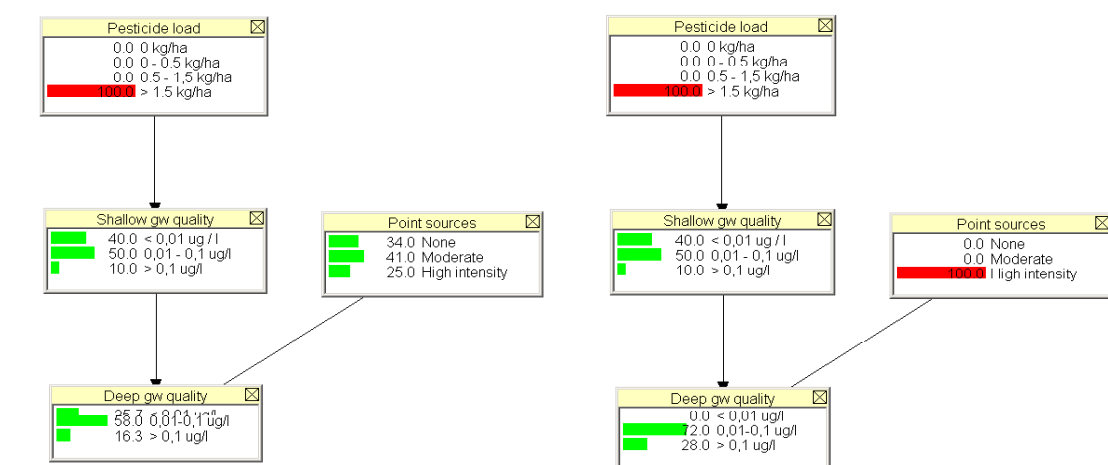 Pesticide load
0.0 0 kg/ha
0.0 0 - 0.5 kg/ha
0.0 0.5 - 1,5 kg/ha
100.0 > 1.5 kg/ha
Shallow gw quality
40.0 < 0,01 ug / l
50.0 0,01 - 0,1 ug/l
10.0 > 0,1 ug/l
Point sources
34.0 None
41.0 Moderate
25.0 High intensity
Deep gw quality
58.0 0,01-0,1 ug/l
16.3 > 0,1 ug/l
Pesticide load
0.0 0 kg/ha
0.0 0 - 0.5 kg/ha
0.0 0.5 - 1,5 kg/ha
100.0 > 1.5 kg/ha
Shallow gw quality
40.0 < 0,01 ug / l
50.0 0,01 - 0,1 ug/l
10.0 > 0,1 ug/l
Point sources
0.0 None
0.0 Moderate
100.0 High intensity
Deep gw quality
0.0 < 0,01 ug/l
72.0 0,01-0,1 ug/l
28.0 > 0,1 ug/l